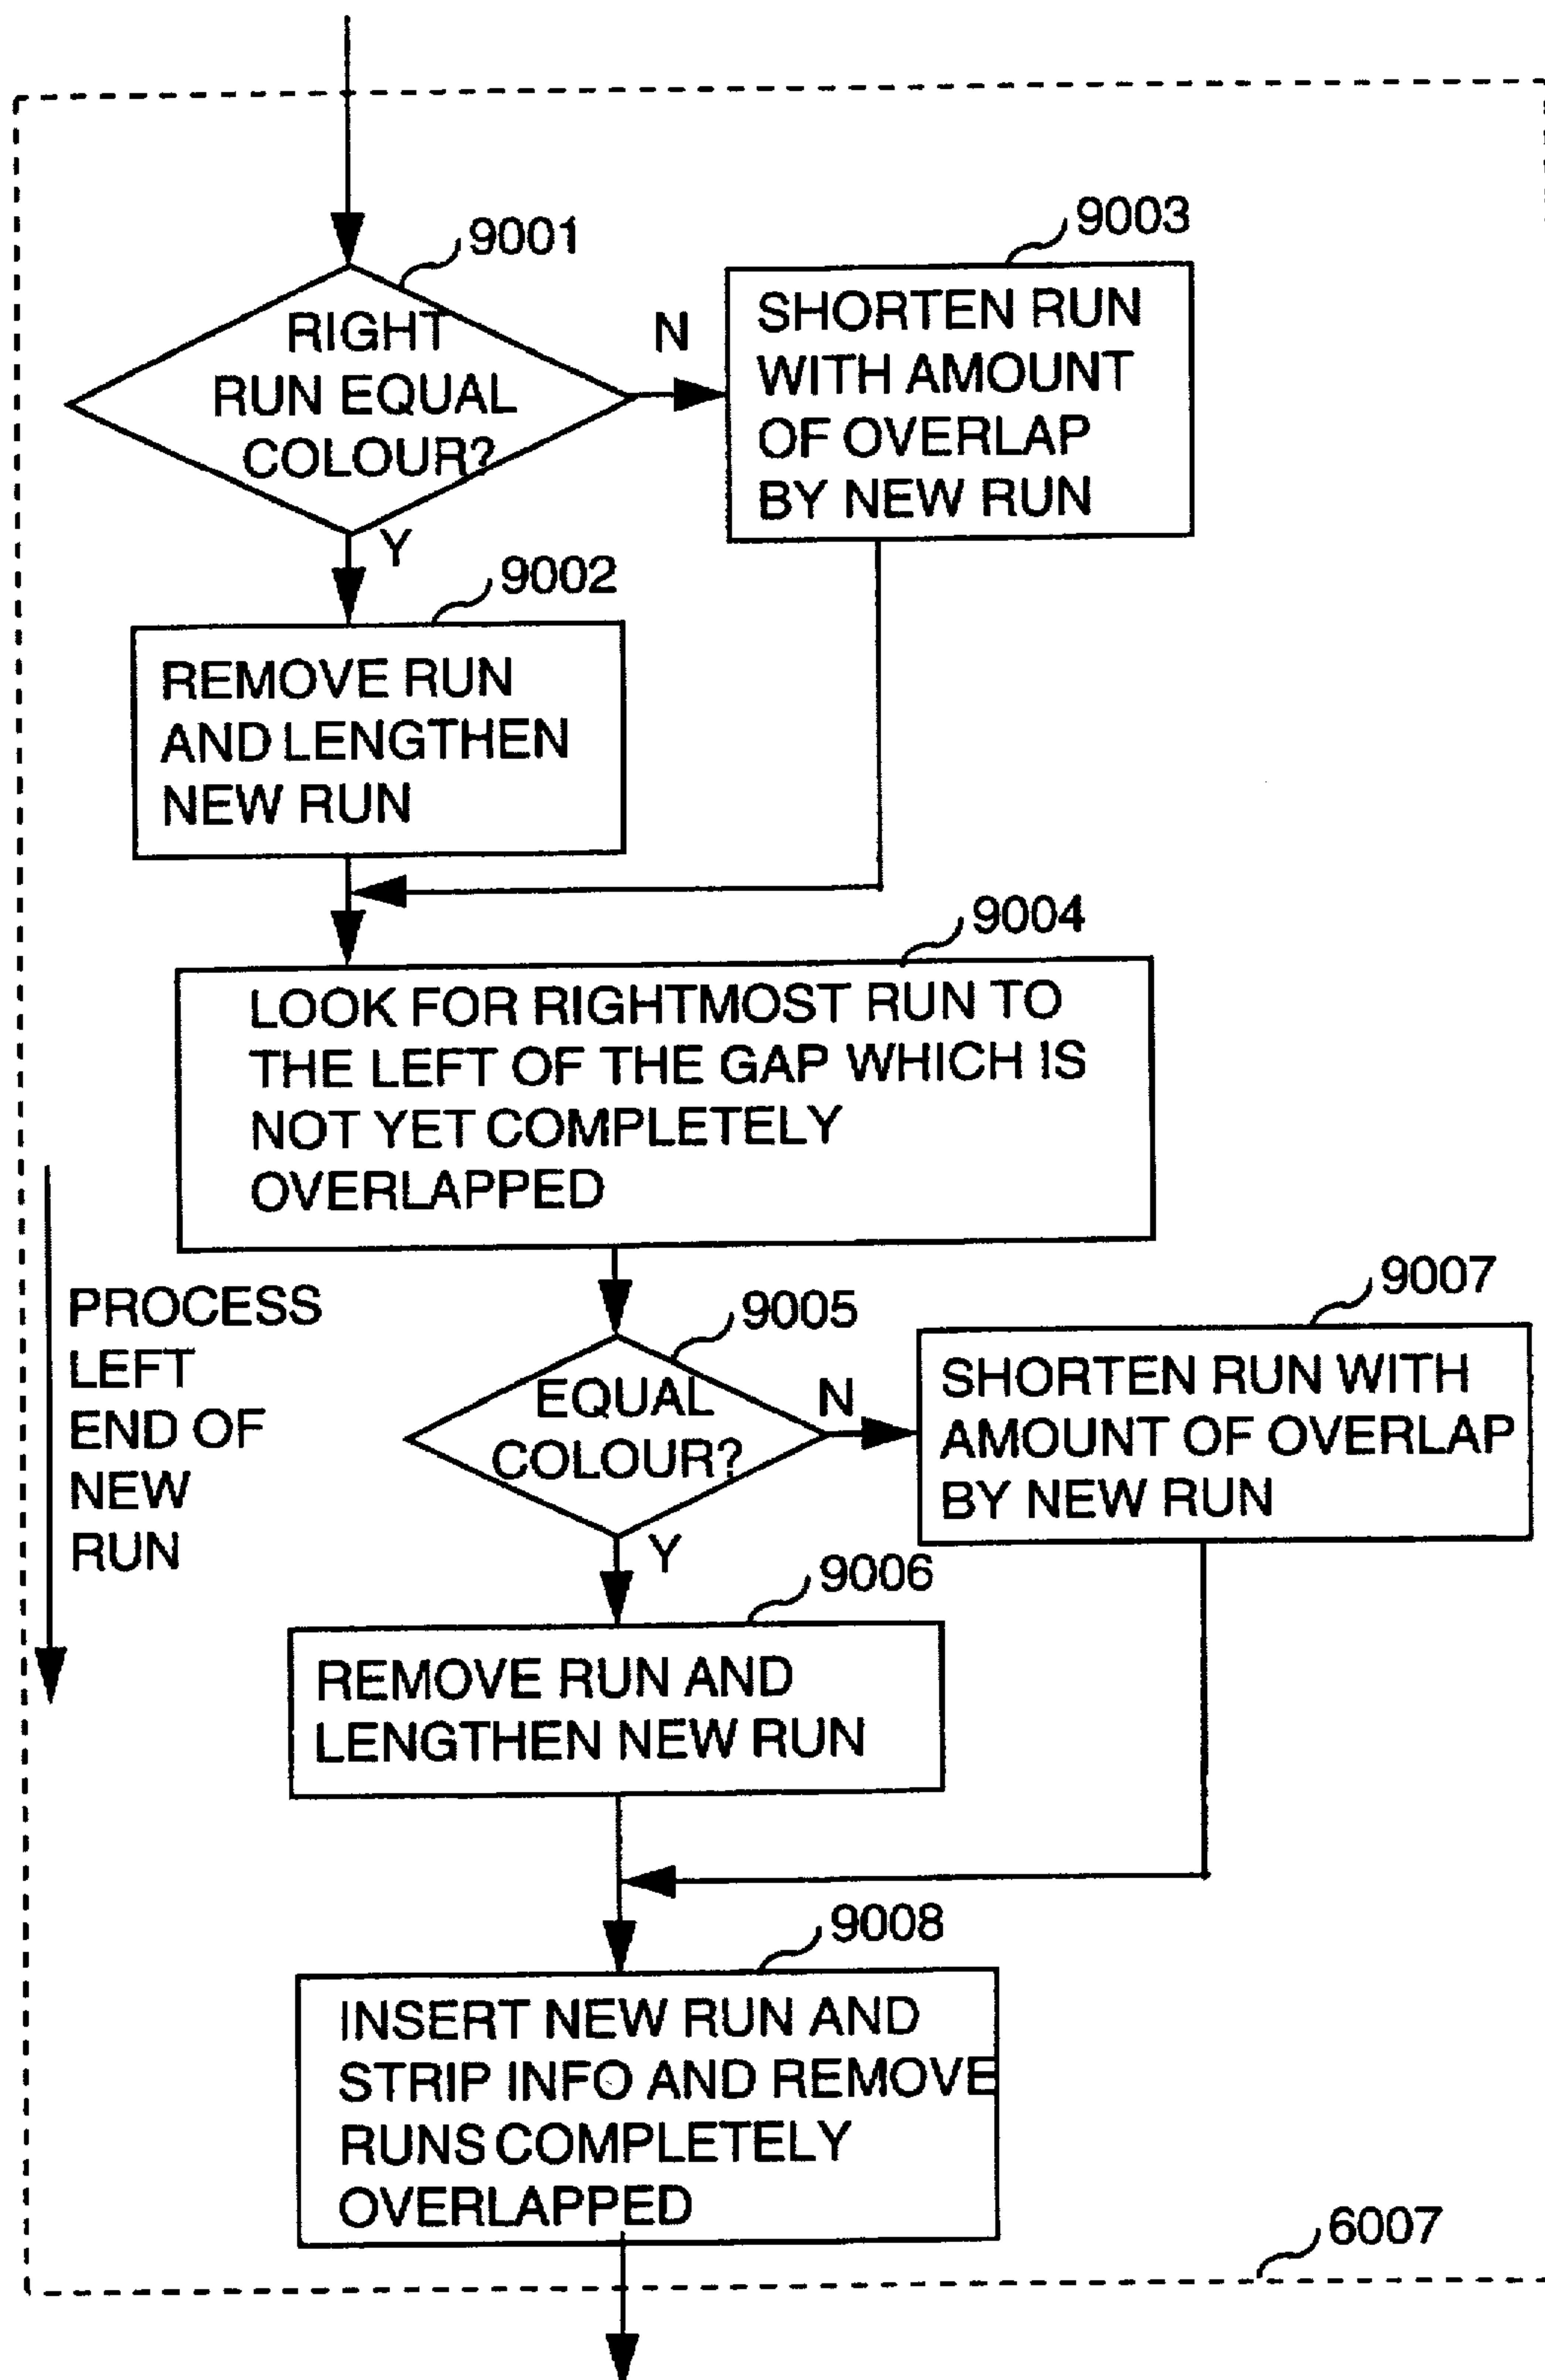 9001
RIGHT
RUN EQUAL
COLOUR?
N
Y
9003
SHORTEN RUN
WITH AMOUNT
OF OVERLAP
BY NEW RUN
9002
REMOVE RUN
AND LENGTHEN
NEW RUN
9004
LOOK FOR RIGHTMOST RUN TO
THE LEFT OF THE GAP WHICH IS
NOT YET COMPLETELY
OVERLAPPED
PROCESS
LEFT
END OF
NEW
RUN
9005
EQUAL
COLOUR?
N
Y
9007
SHORTEN RUN WITH
AMOUNT OF OVERLAP
BY NEW RUN
9006
REMOVE RUN AND
LENGTHEN NEW RUN
9008
INSERT NEW RUN AND
STRIP INFO AND REMOVE
RUNS COMPLETELY
OVERLAPPED
6007